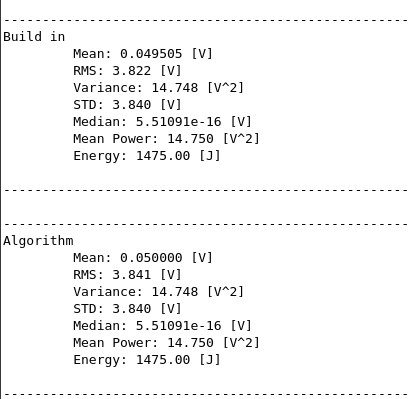 --------------------------------------------------------
Build in
Mean: 0.049505 [V]
RMS: 3.822 [V]
Variance: 14.748 [V^2]
STD: 3.840 [V]
Median: 5.51091e-16 [V]
Mean Power: 14.750 [V^2]
Energy: 1475.00 [J]
--------------------------------------------------------
--------------------------------------------------------
Algorithm
Mean: 0.050000 [V]
RMS: 3.841 [V]
Variance: 14.748 [V^2]
STD: 3.840 [V]
Median: 5.51091e-16 [V]
Mean Power: 14.750 [V^2]
Energy: 1475.00 [J]
--------------------------------------------------------